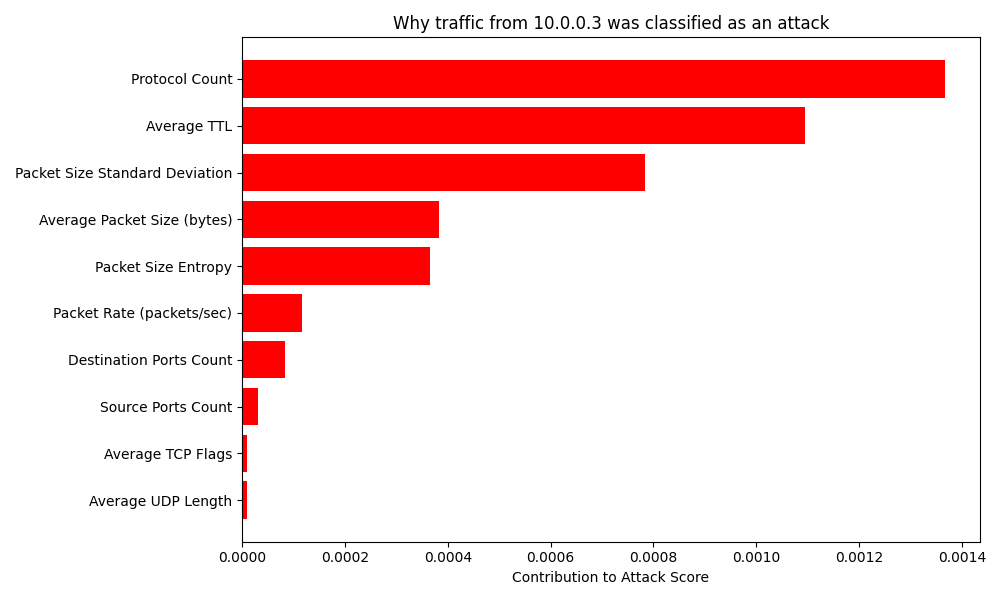 Why traffic from 10.0.0.3 was classified as an attack
Protocol Count
Average TTL
Packet Size Standard Deviation
Average Packet Size (bytes)
Packet Size Entropy
Packet Rate (packets/sec)
Destination Ports Count
Source Ports Count
Average TCP Flags
Average UDP Length
0.0000 0.0002 0.0004 0.0006 0.0008 0.0010 0.0012 0.0014
Contribution to Attack Score